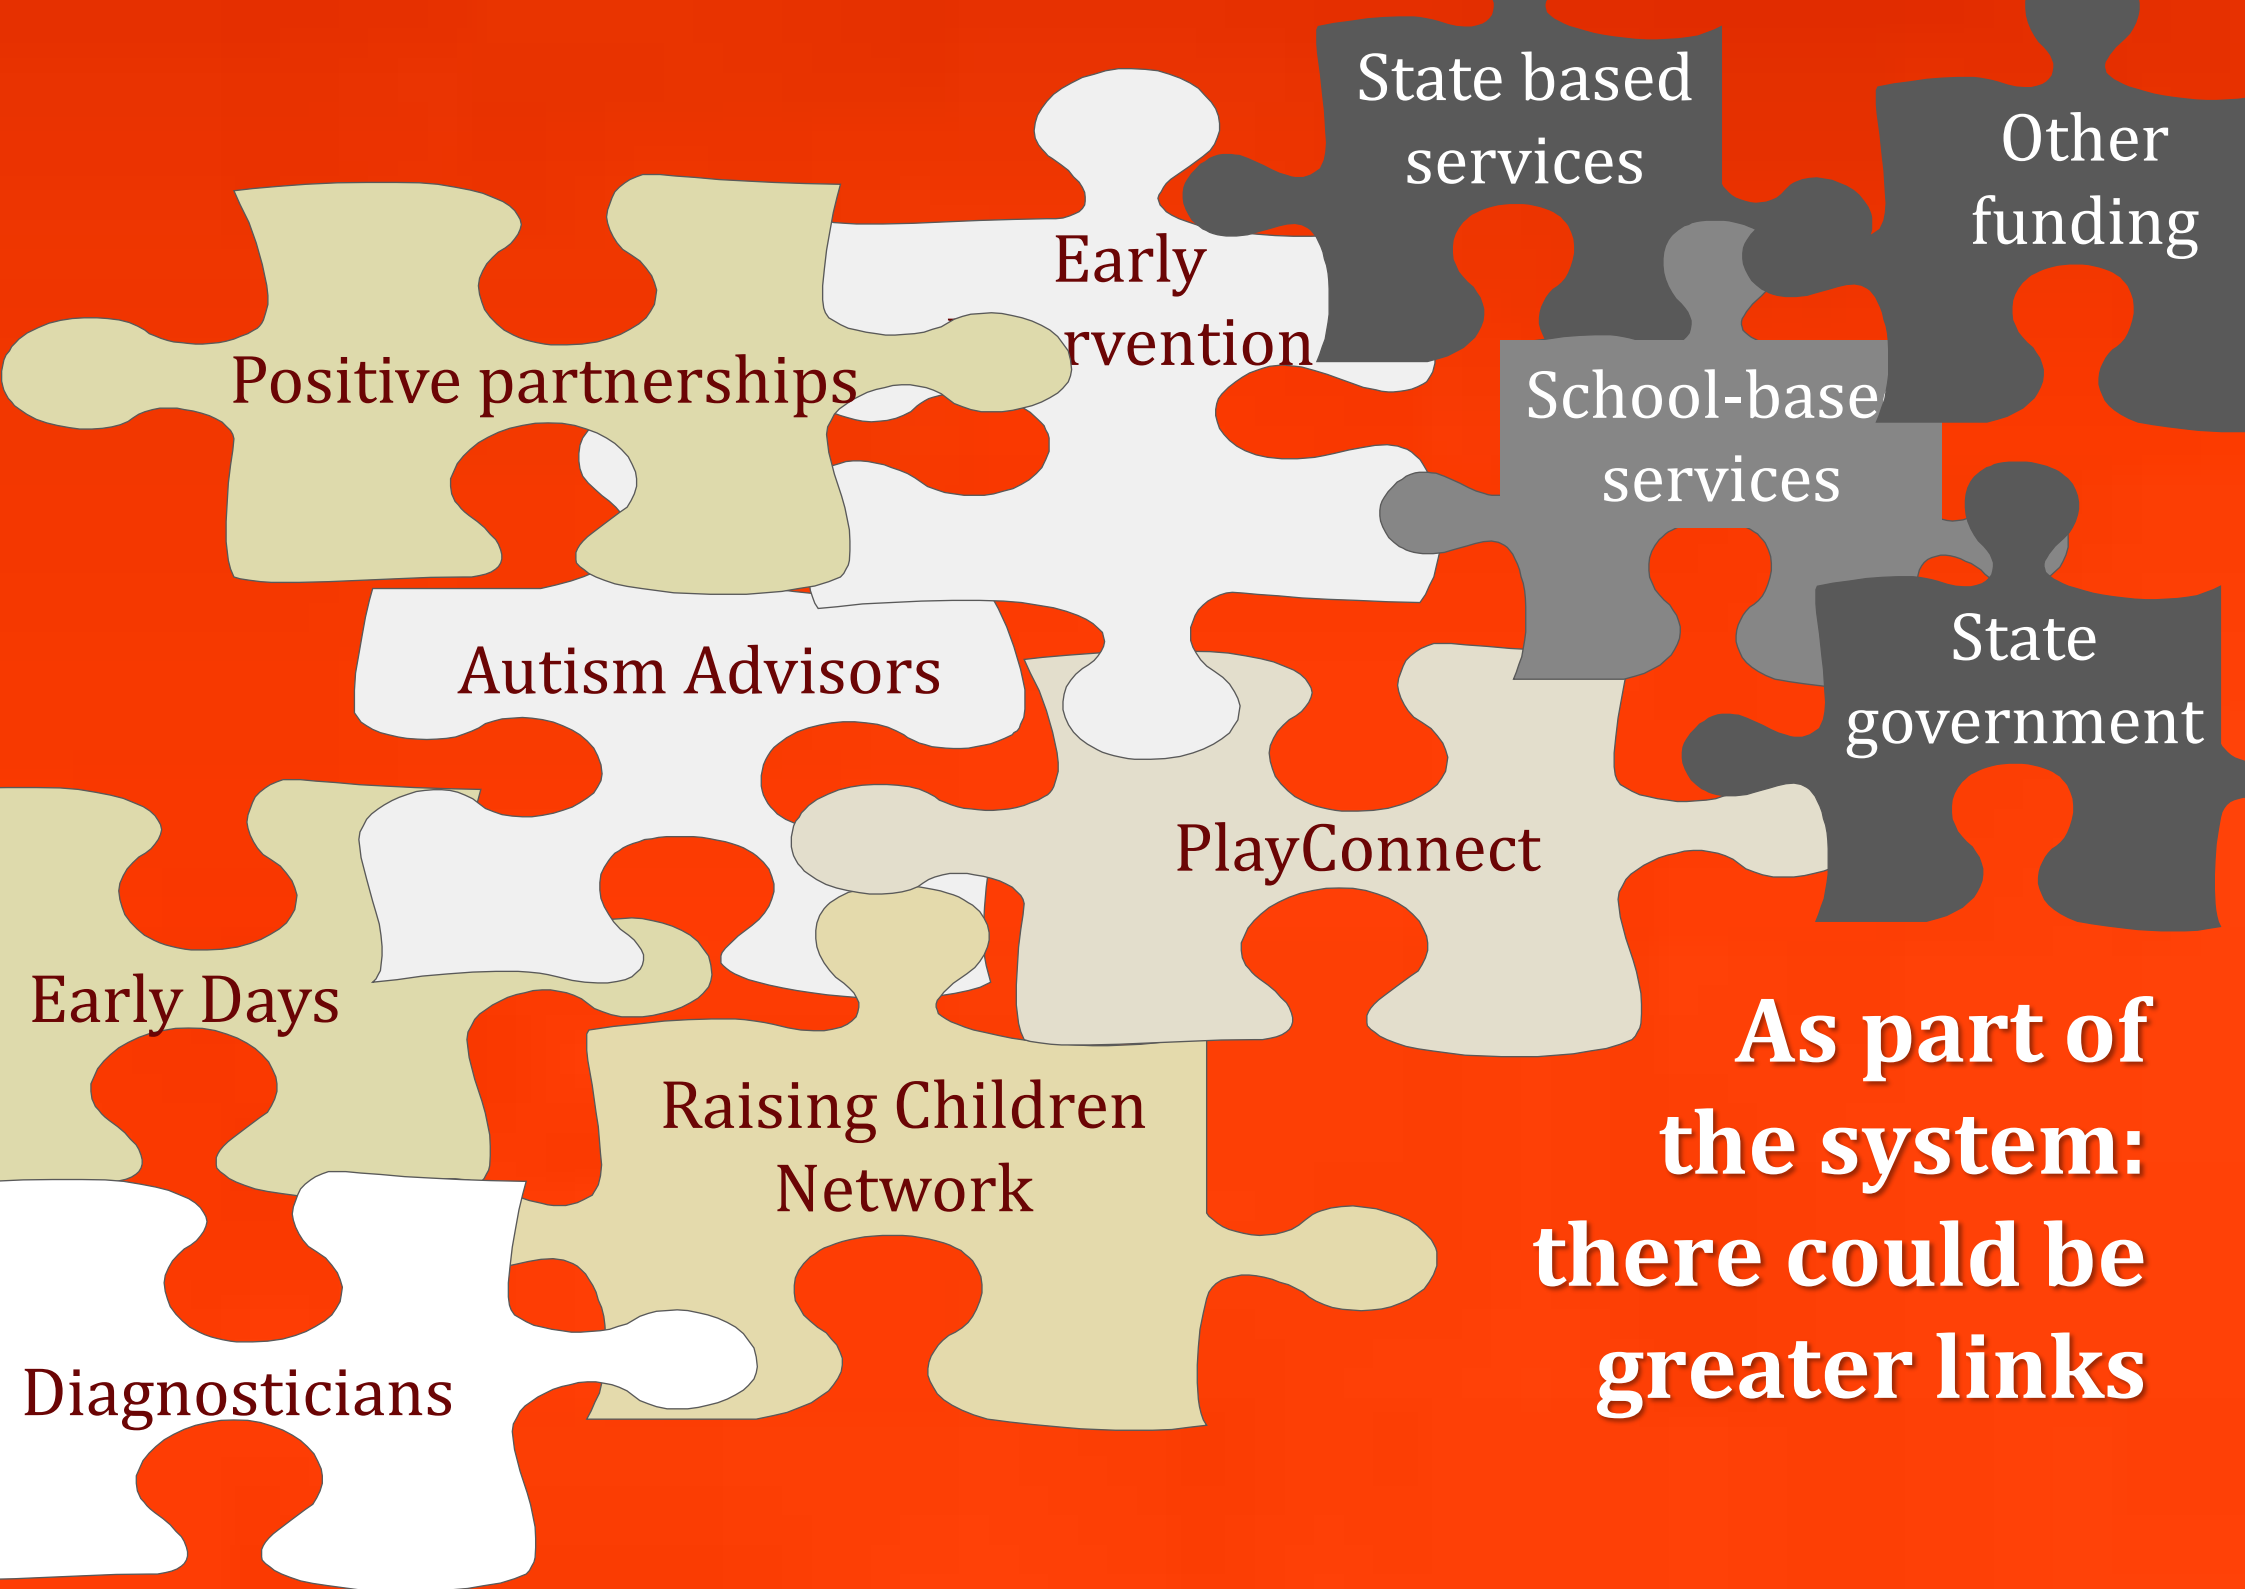 State based
services
Other
funding
Early
rvention
Positive partnerships
School-base
services
Autism Advisors
State
government
PlayConnect
Early Days
Raising Children
Network
Diagnosticians
As part of
the system:
there could be
greater links